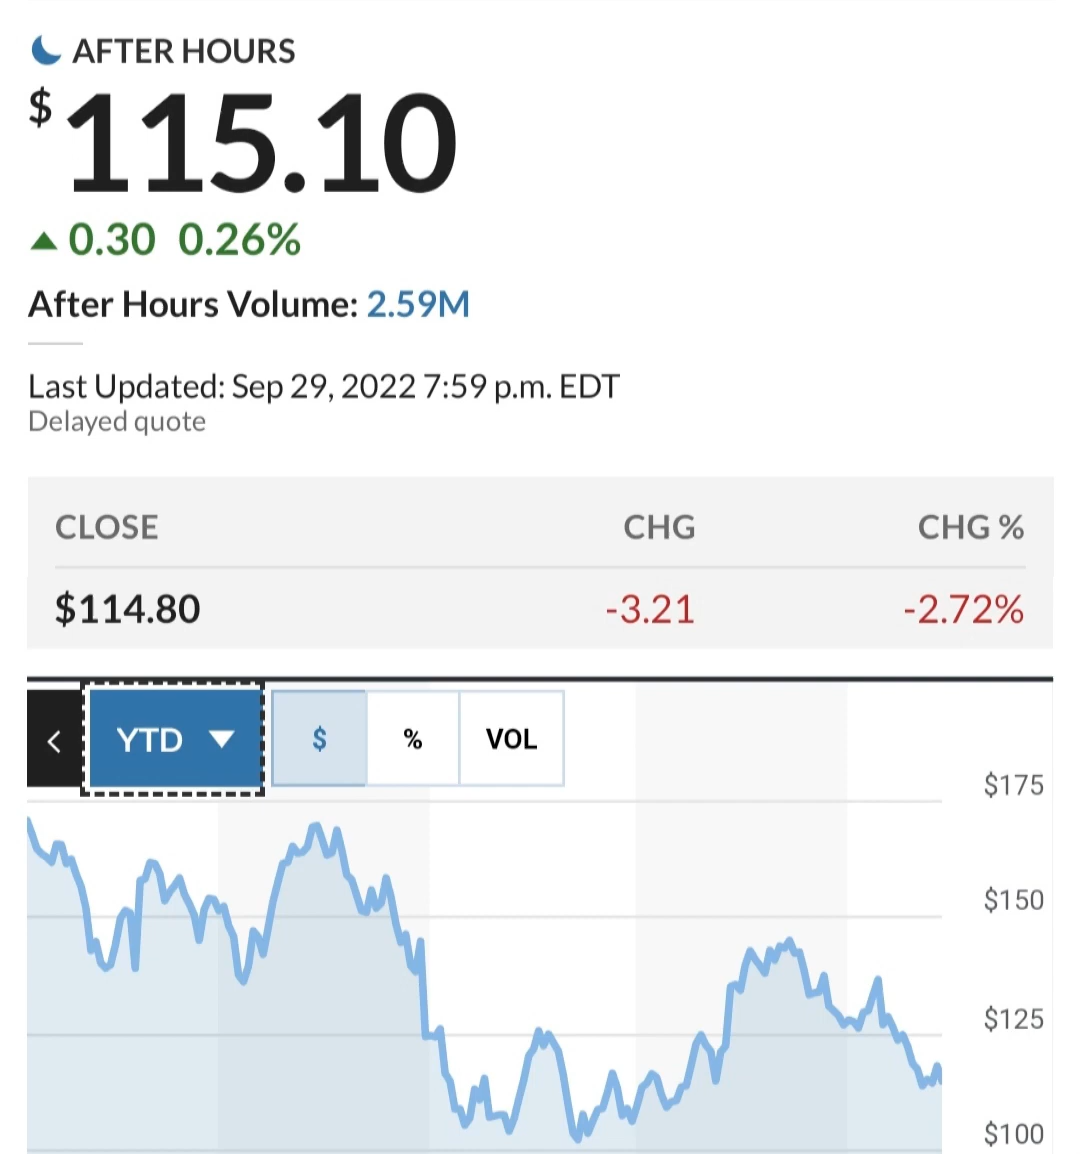 AFTER HOURS
$115.10
▲ 0.30 0.26%
After Hours Volume: 2.59M
Last Updated: Sep 29, 2022 7:59 p.m. EDT
Delayed quote
CLOSE CHG CHG %
$114.80 -3.21 -2.72%
< YTD ▼ $ % VOL
$175
$150
$125
$100